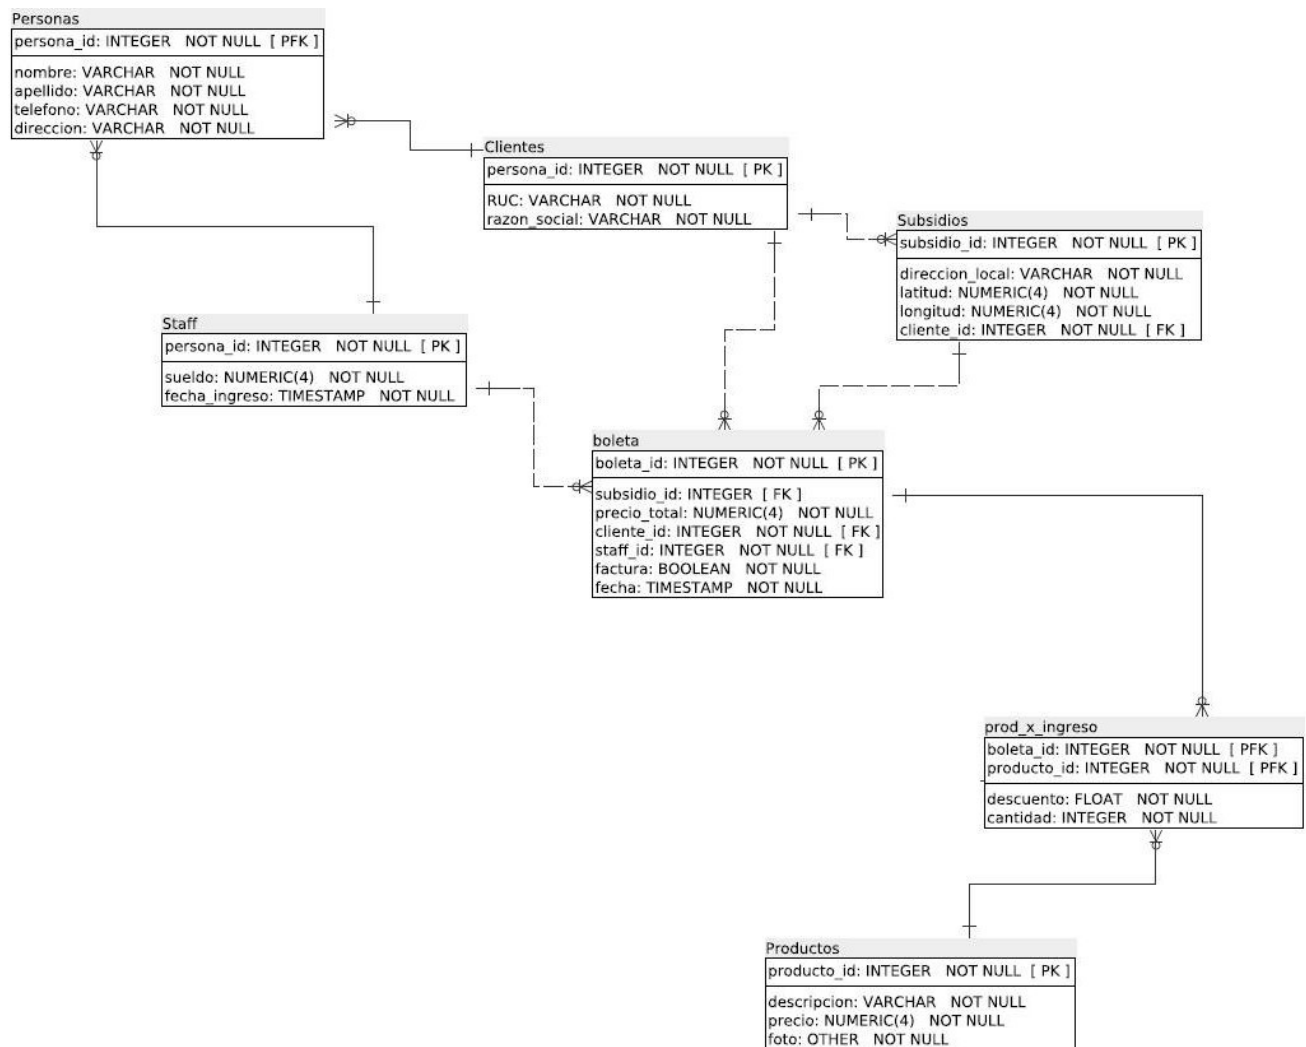 Personas
persona_id: INTEGER NOT NULL [ PFK ]
nombre: VARCHAR NOT NULL
apellido: VARCHAR NOT NULL
telefono: VARCHAR NOT NULL
direccion: VARCHAR NOT NULL
Clientes
persona_id: INTEGER NOT NULL [ PK ]
RUC: VARCHAR NOT NULL
razon_social: VARCHAR NOT NULL
Subsidios
subsidio_id: INTEGER NOT NULL [ PK ]
direccion_local: VARCHAR NOT NULL
latitud: NUMERIC(4) NOT NULL
longitud: NUMERIC(4) NOT NULL
cliente_id: INTEGER NOT NULL [ FK ]
Staff
persona_id: INTEGER NOT NULL [ PK ]
sueldo: NUMERIC(4) NOT NULL
fecha_ingreso: TIMESTAMP NOT NULL
boleta
boleta_id: INTEGER NOT NULL [ PK ]
subsidio_id: INTEGER [ FK ]
precio_total: NUMERIC(4) NOT NULL
cliente_id: INTEGER NOT NULL [ FK ]
staff_id: INTEGER NOT NULL [ FK ]
factura: BOOLEAN NOT NULL
fecha: TIMESTAMP NOT NULL
prod_x_ingreso
boleta_id: INTEGER NOT NULL [ PFK ]
producto_id: INTEGER NOT NULL [ PFK ]
descuento: FLOAT NOT NULL
cantidad: INTEGER NOT NULL
Productos
producto_id: INTEGER NOT NULL [ PK ]
descripcion: VARCHAR NOT NULL
precio: NUMERIC(4) NOT NULL
foto: OTHER NOT NULL